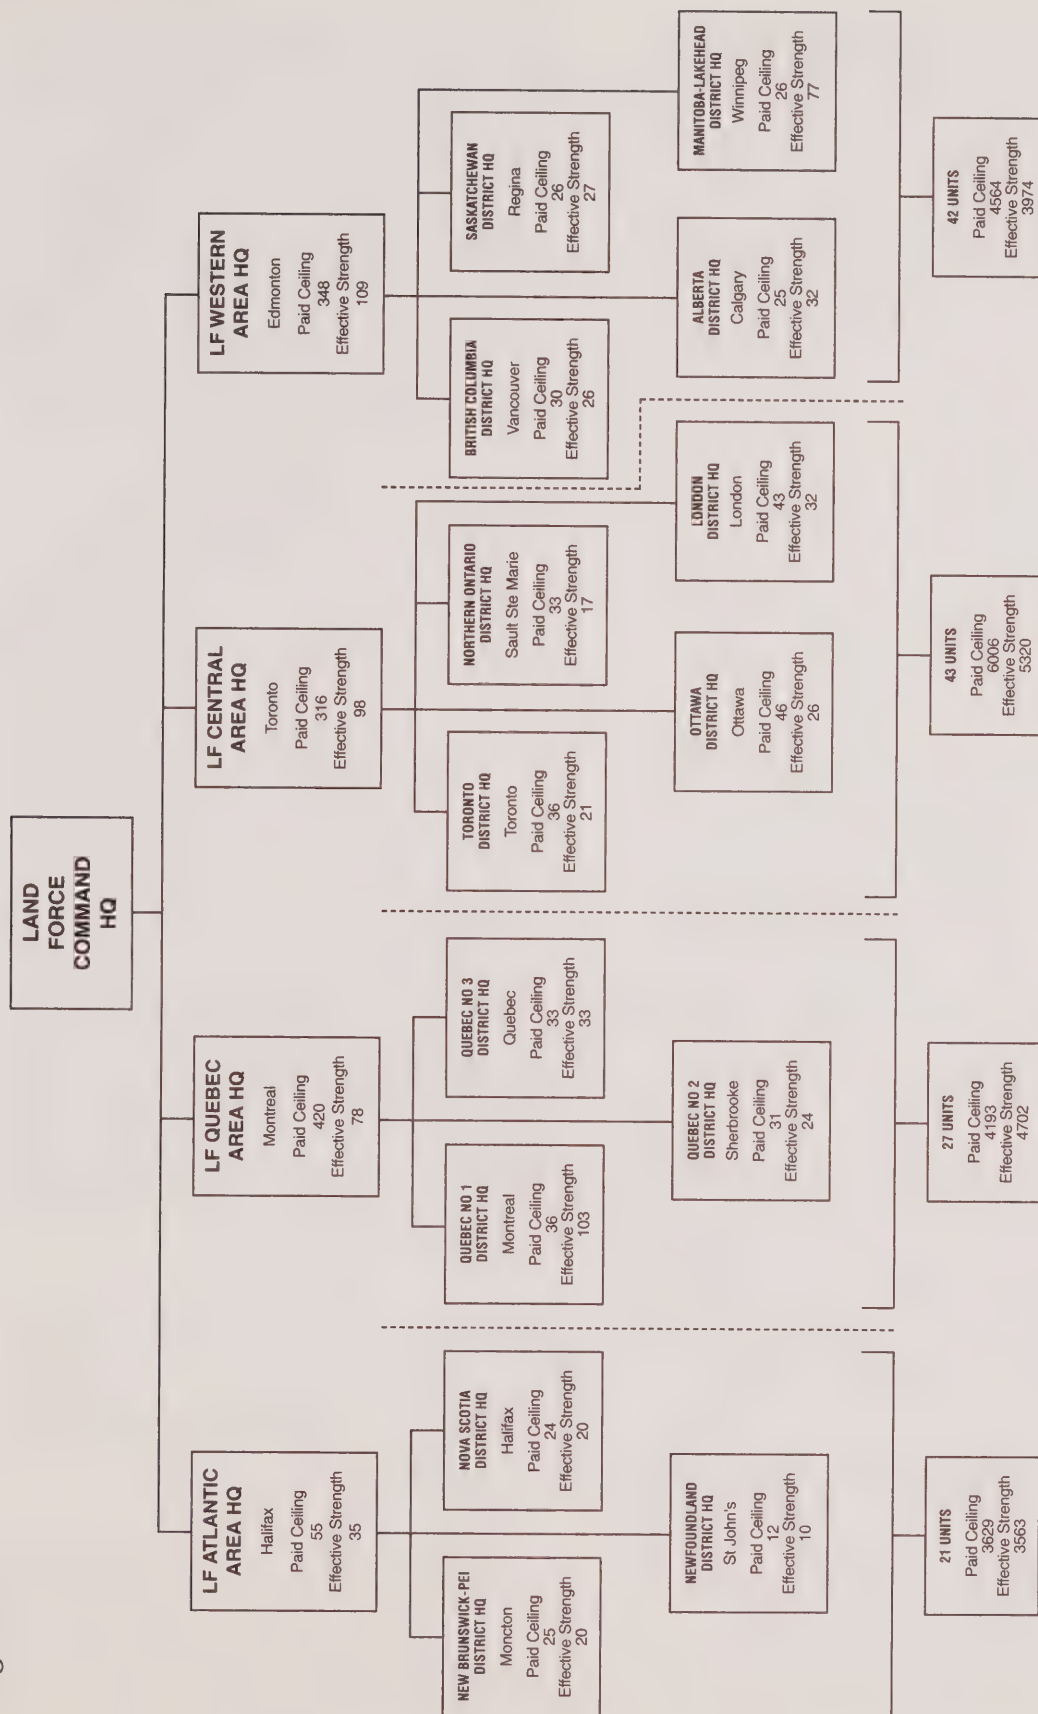 LAND
FORCE
COMMAND
HQ
LF ATLANTIC
AREA HQ
Halifax
Paid Ceiling
55
Effective Strength
35
LF QUEBEC
AREA HQ
Montreal
Paid Ceiling
420
Effective Strength
78
LF CENTRAL
AREA HQ
Toronto
Paid Ceiling
316
Effective Strength
98
LF WESTERN
AREA HQ
Edmonton
Paid Ceiling
348
Effective Strength
109
NEW BRUNSWICK-PEI
DISTRICT HQ
Moncton
Paid Ceiling
25
Effective Strength
20
NOVA SCOTIA
DISTRICT HQ
Halifax
Paid Ceiling
24
Effective Strength
20
QUEBEC NO 1
DISTRICT HQ
Montreal
Paid Ceiling
36
Effective Strength
103
QUEBEC NO 3
DISTRICT HQ
Quebec
Paid Ceiling
33
Effective Strength
33
TORONTO
DISTRICT HQ
Toronto
Paid Ceiling
36
Effective Strength
21
NORTHERN ONTARIO
DISTRICT HQ
Sault Ste Marie
Paid Ceiling
33
Effective Strength
17
BRITISH COLUMBIA
DISTRICT HQ
Vancouver
Paid Ceiling
30
Effective Strength
26
SASKATCHEWAN
DISTRICT HQ
Regina
Paid Ceiling
26
Effective Strength
27
NEWFOUNDLAND
DISTRICT HQ
St John's
Paid Ceiling
12
Effective Strength
10
QUEBEC NO 2
DISTRICT HQ
Sherbrooke
Paid Ceiling
31
Effective Strength
24
OTTAWA
DISTRICT HQ
Ottawa
Paid Ceiling
46
Effective Strength
26
LONDON
DISTRICT HQ
London
Paid Ceiling
43
Effective Strength
32
ALBERTA
DISTRICT HQ
Calgary
Paid Ceiling
25
Effective Strength
32
MANITOBA-LAKEHEAD
DISTRICT HQ
Winnipeg
Paid Ceiling
26
Effective Strength
77
21 UNITS
Paid Ceiling
3629
Effective Strength
3563
27 UNITS
Paid Ceiling
4193
Effective Strength
4702
43 UNITS
Paid Ceiling
6006
Effective Strength
5320
42 UNITS
Paid Ceiling
4564
Effective Strength
3974